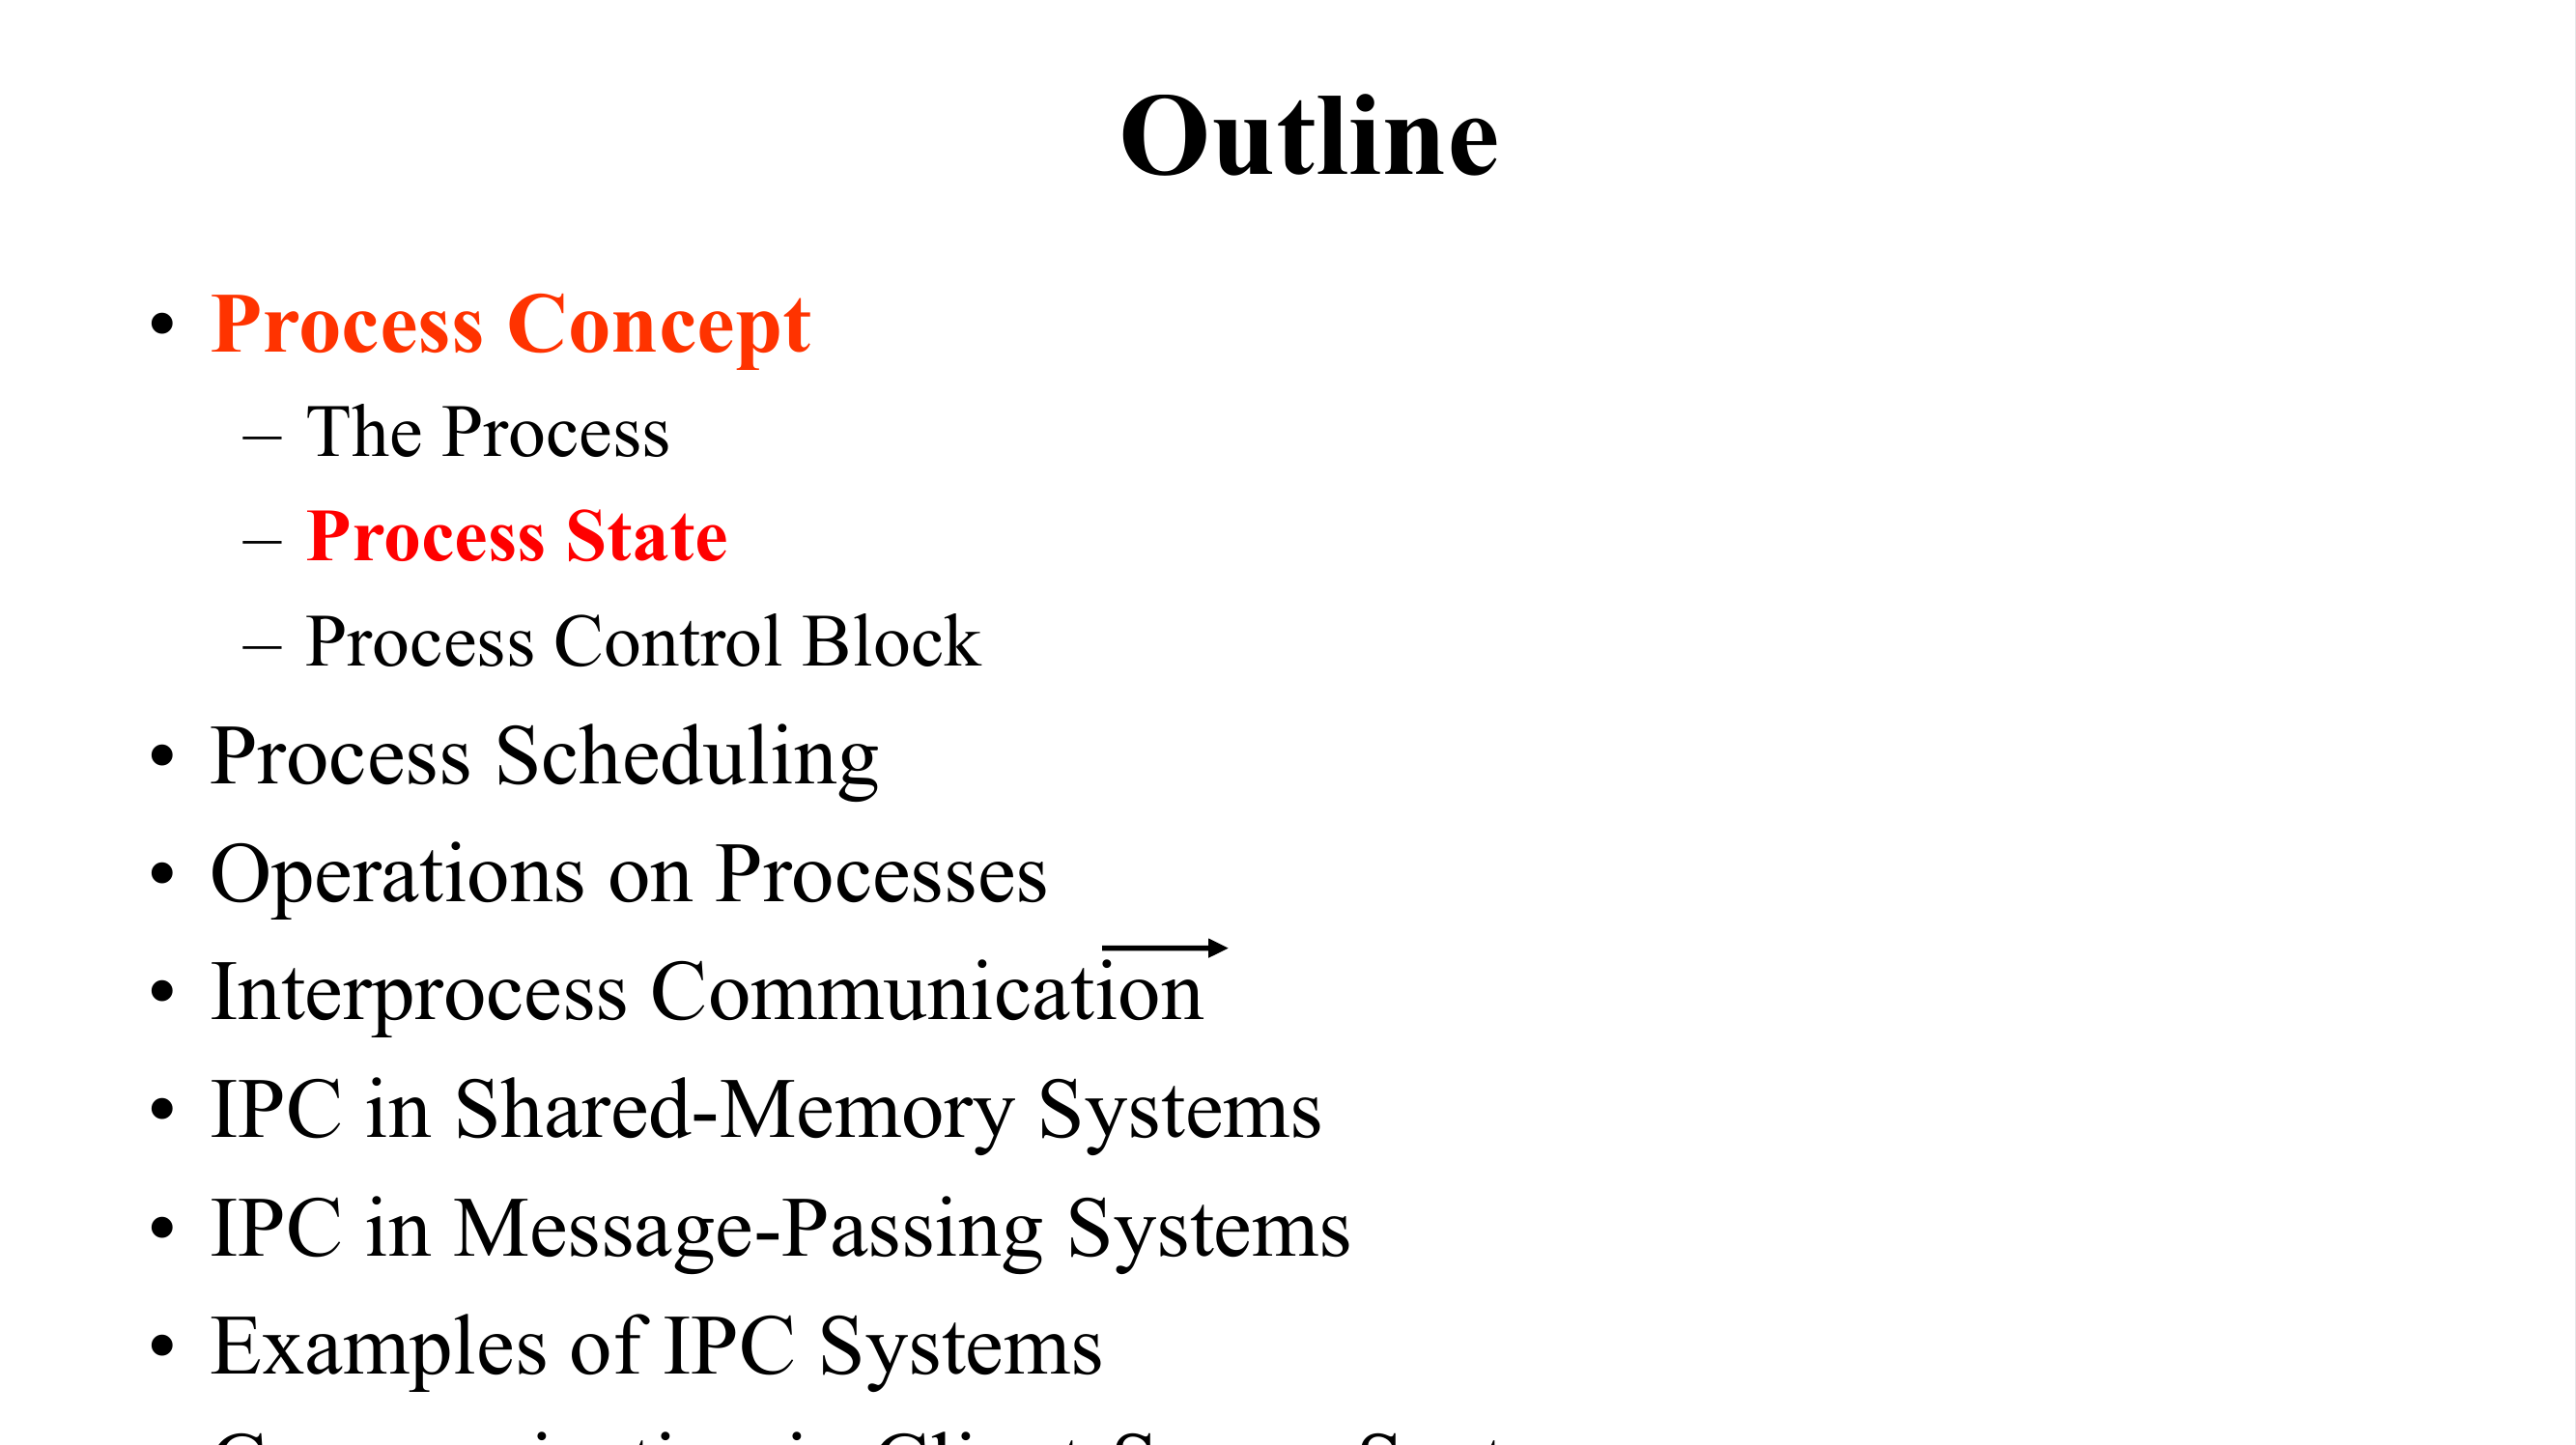 Outline
• Process Concept
– The Process
– Process State
– Process Control Block
• Process Scheduling
• Operations on Processes
• Interprocess Communication
• IPC in Shared-Memory Systems
• IPC in Message-Passing Systems
• Examples of IPC Systems